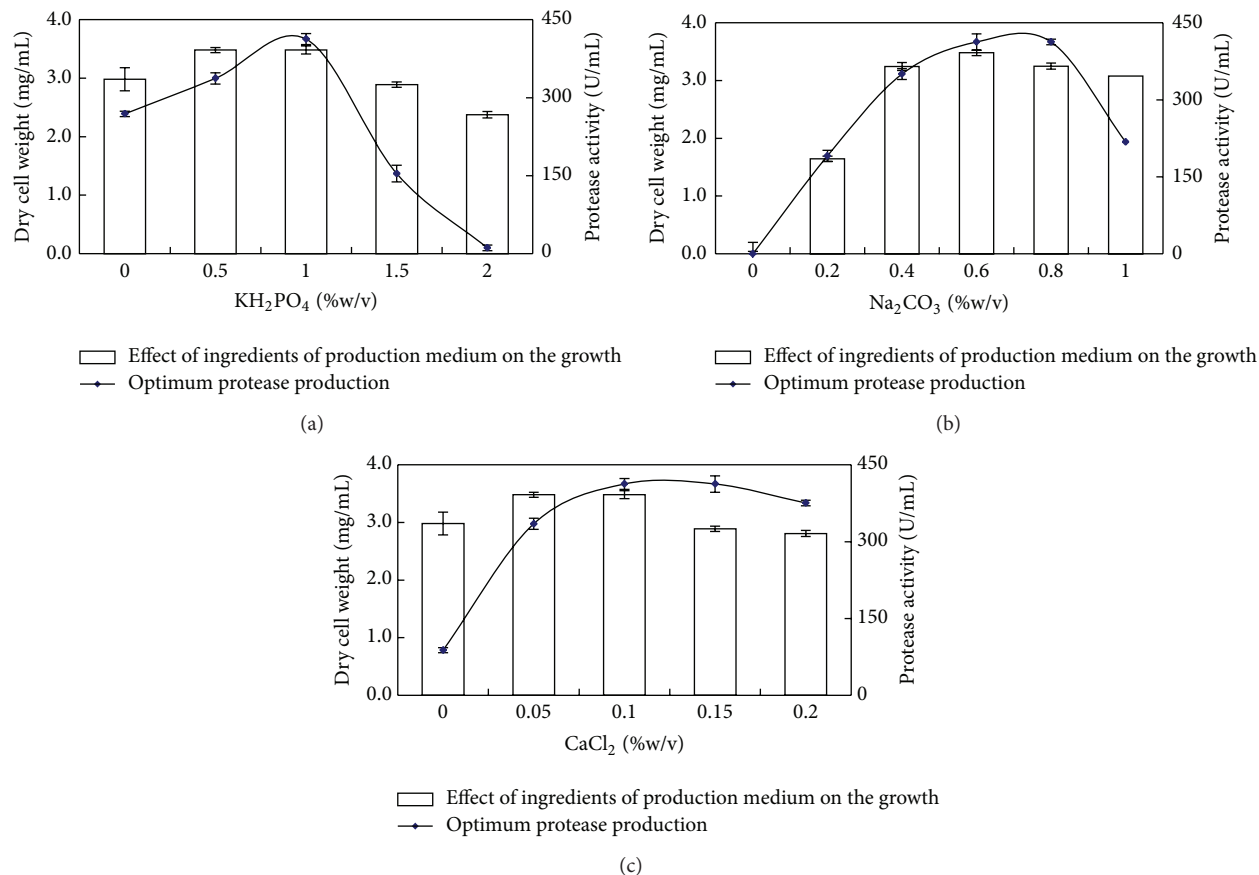 4.0
3.0
2.0
1.0
0.0
Dry cell weight (mg/mL)
450
300
150
0
Protease activity (U/mL)
0 0.5 1 1.5 2
KH₂PO₄ (%w/v)
Effect of ingredients of production medium on the growth
Optimum protease production
(a)
4.0
3.0
2.0
1.0
0.0
Dry cell weight (mg/mL)
450
300
150
0
Protease activity (U/mL)
0 0.2 0.4 0.6 0.8 1
Na₂CO₃ (%w/v)
Effect of ingredients of production medium on the growth
Optimum protease production
(b)
4.0
3.0
2.0
1.0
0.0
Dry cell weight (mg/mL)
450
300
150
0
Protease activity (U/mL)
0 0.05 0.1 0.15 0.2
CaCl₂ (%w/v)
Effect of ingredients of production medium on the growth
Optimum protease production
(c)